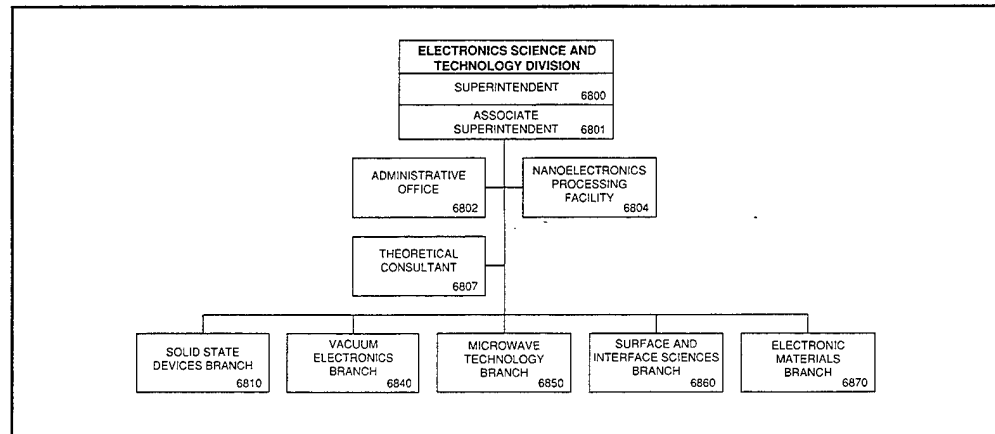 ELECTRONICS SCIENCE AND
TECHNOLOGY DIVISION
SUPERINTENDENT
6800
ASSOCIATE
SUPERINTENDENT
6801
ADMINISTRATIVE
OFFICE
6802
NANOELECTRONICS
PROCESSING
FACILITY
6804
THEORETICAL
CONSULTANT
6807
SOLID STATE
DEVICES BRANCH
6810
VACUUM
ELECTRONICS
BRANCH
6840
MICROWAVE
TECHNOLOGY
BRANCH
6850
SURFACE AND
INTERFACE SCIENCES
BRANCH
6860
ELECTRONIC
MATERIALS
BRANCH
6870